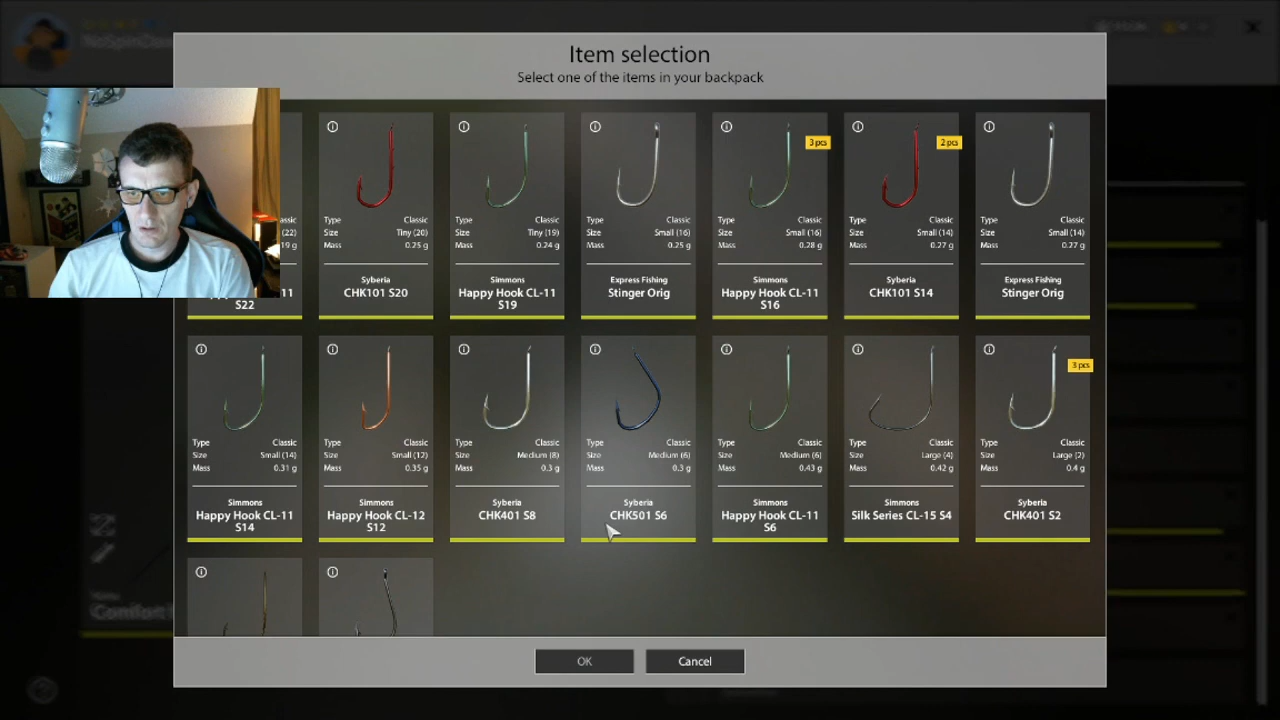 Item selection
Select one of the items in your backpack
3 pcs
2 pcs
(22)
Type Classic
Size Tiny (20)
Mass 0.25 g
Type Classic
Size Tiny (19)
Mass 0.24 g
Type Classic
Size Small (16)
Mass 0.25 g
Type Classic
Size Small (16)
Mass 0.28 g
Type Classic
Size Small (14)
Mass 0.27 g
Type Classic
Size Small (14)
Mass 0.27 g
S22
Syberia
CHK101 S20
Simmons
Happy Hook CL-11
S19
Express Fishing
Stinger Orig
Simmons
Happy Hook CL-11
S16
Syberia
CHK101 S14
Express Fishing
Stinger Orig
3 pcs
Type Classic
Size Small (14)
Mass 0.31 g
Type Classic
Size Small (12)
Mass 0.35 g
Type Classic
Size Medium (8)
Mass 0.3 g
Type Classic
Size Medium (6)
Mass 0.3 g
Type Classic
Size Medium (6)
Mass 0.43 g
Type Classic
Size Large (4)
Mass 0.42 g
Type Classic
Size Large (2)
Mass 0.4 g
Simmons
Happy Hook CL-11
S14
Simmons
Happy Hook CL-12
S12
Syberia
CHK401 S8
Syberia
CHK501 S6
Simmons
Happy Hook CL-11
S6
Simmons
Silk Series CL-15 S4
Syberia
CHK401 S2
OK
Cancel